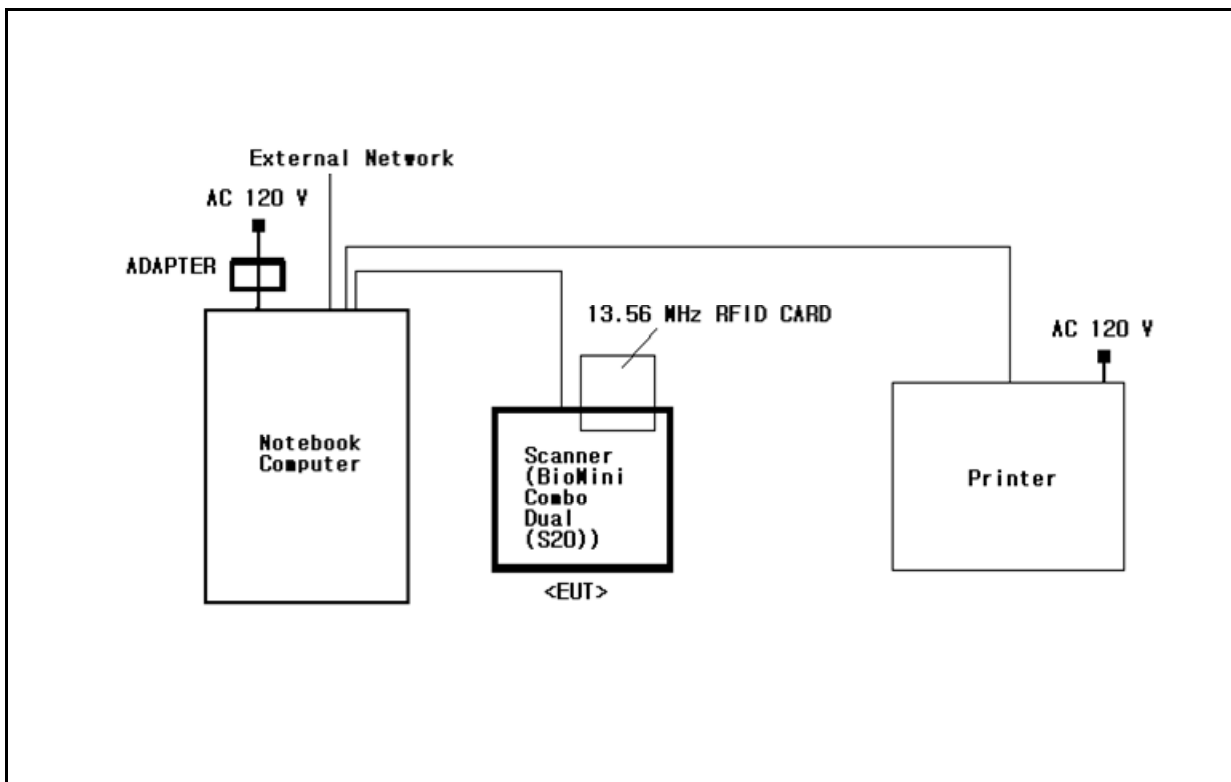 External Network
AC 120 V
ADAPTER
13.56 MHz RFID CARD
AC 120 V
Notebook
Computer
Scanner
(BioMini
Combo
Dual
(S20))
Printer
<EUT>